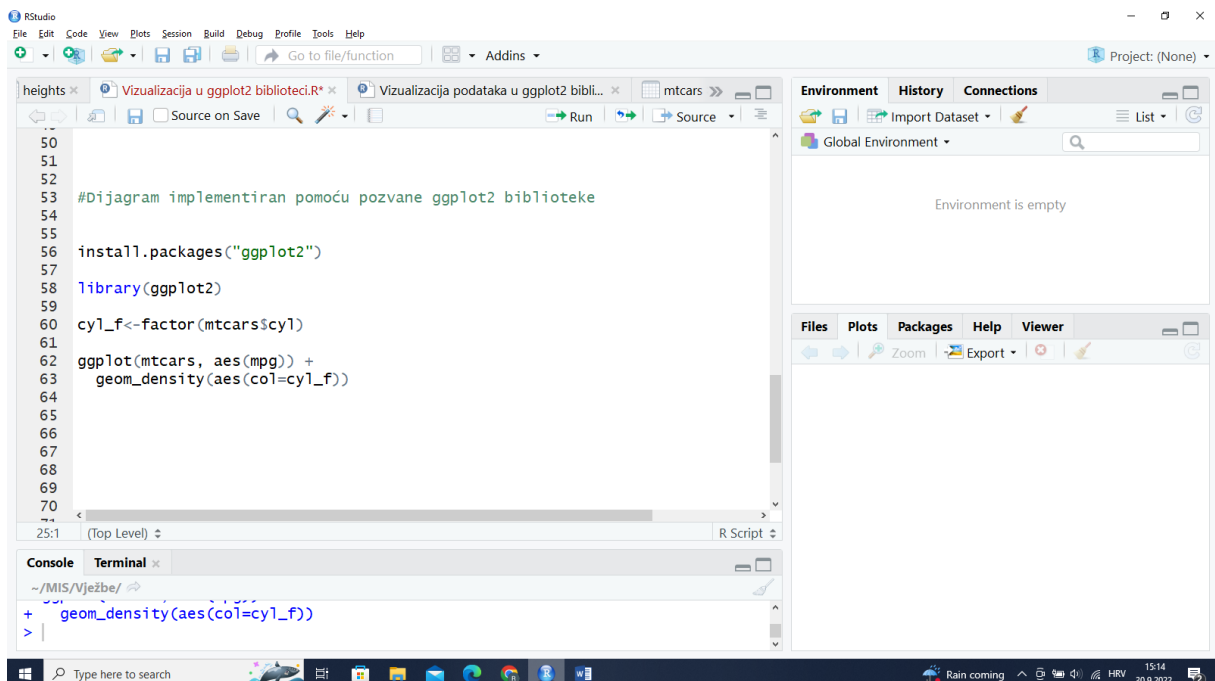 RStudio
File Edit Code View Plots Session Build Debug Profile Tools Help
Go to file/function
Addins
Project: (None)
heights
Vizualizacija u ggplot2 biblioteci.R*
Vizualizacija podataka u ggplot2 bibli...
mtcars
Source on Save
Run
Source
50
51
52
53 #Dijagram implementiran pomoću pozvane ggplot2 biblioteke
54
55
56 install.packages("ggplot2")
57
58 library(ggplot2)
59
60 cyl_f<-factor(mtcars$cyl)
61
62 ggplot(mtcars, aes(mpg)) +
63 geom_density(aes(col=cyl_f))
64
65
66
67
68
69
70
25:1 (Top Level) R Script
Console Terminal
~/MIS/Vježbe/
+ geom_density(aes(col=cyl_f))
>
Environment History Connections
Import Dataset
List
Global Environment
Environment is empty
Files Plots Packages Help Viewer
Zoom Export
Type here to search
Rain coming
HRV
15:14
30.9.2022